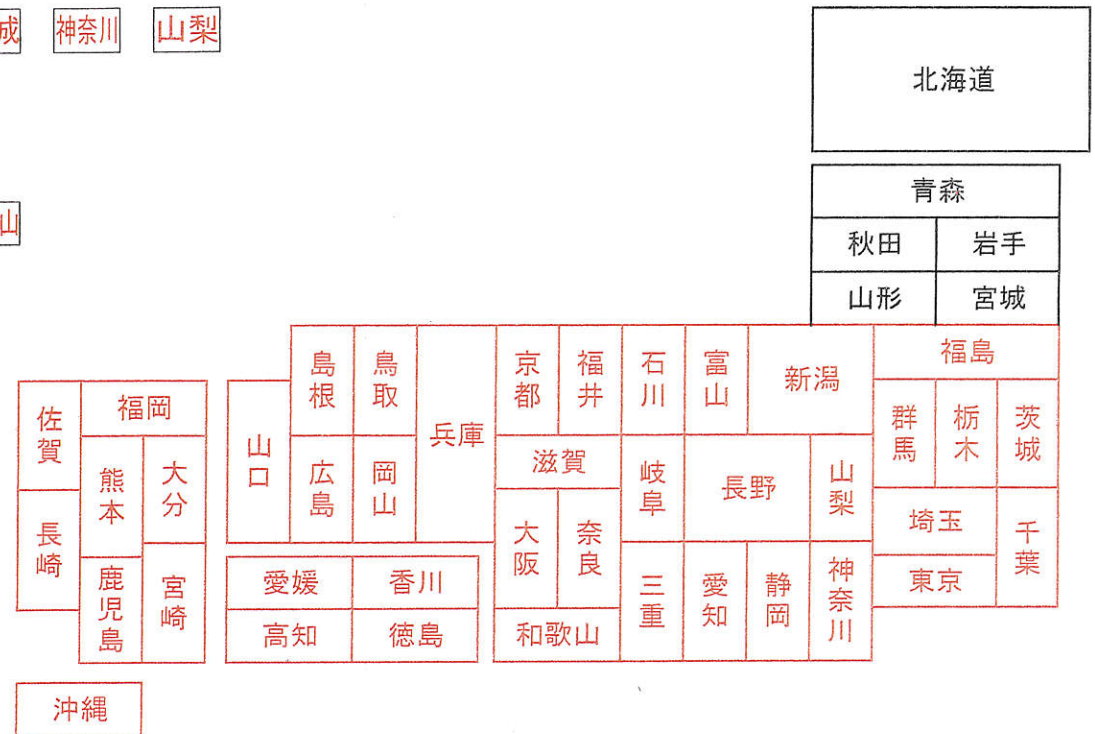 成 神奈川 山梨
北海道
青森
山
秋田 岩手
山形 宮城
島根 鳥取 兵庫 京都 福井 石川 富山 新潟 福島
佐賀 福岡 山口 広島 岡山 滋賀 岐阜 長野 山梨 群馬 栃木 茨城
長崎 熊本 大分 大阪 奈良 埼玉 千葉
鹿児島 宮崎 愛媛 香川 三重 愛知 静岡 神奈川 東京
高知 徳島 和歌山
沖縄